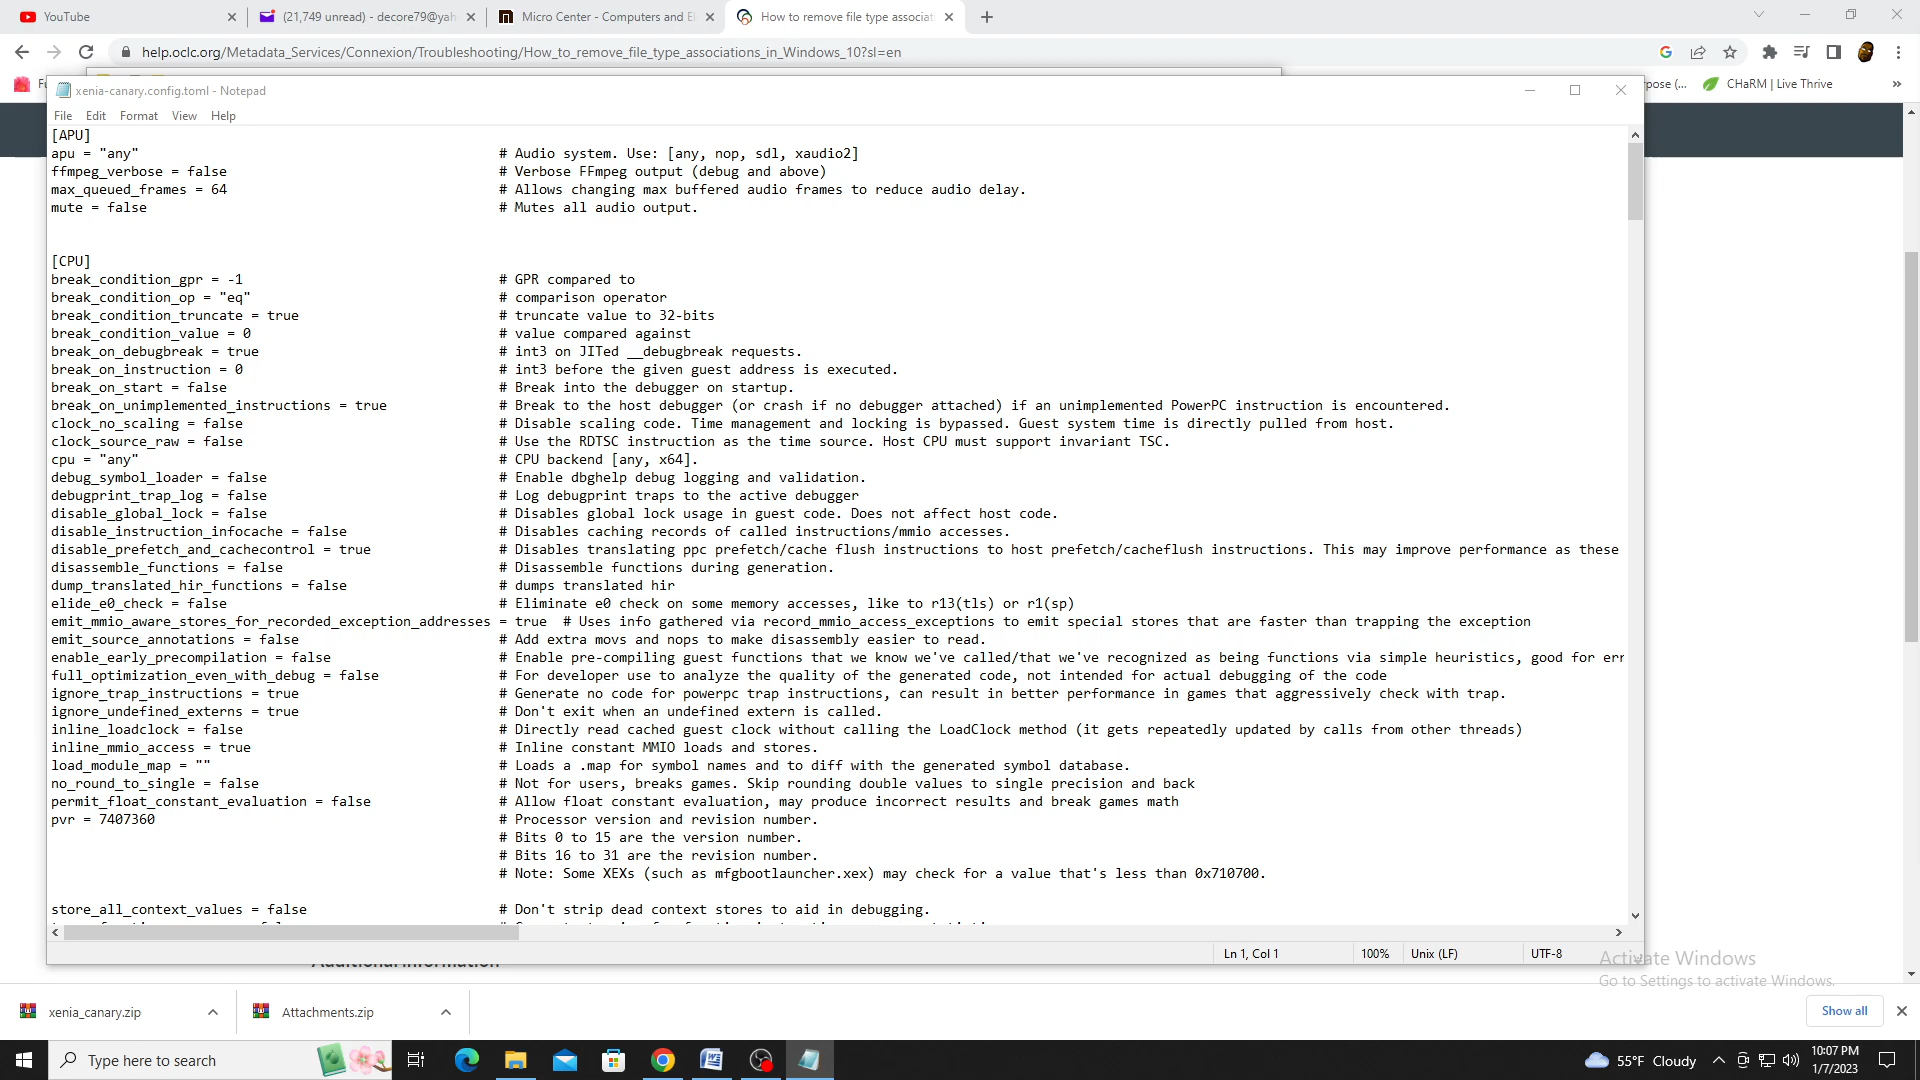 YouTube
(21,749 unread) - decore79@yah
Micro Center - Computers and El
How to remove file type associati
help.oclc.org/Metadata_Services/Connexion/Troubleshooting/How_to_remove_file_type_associations_in_Windows_10?sl=en
pose (...
CHaRM | Live Thrive
»
xenia-canary.config.toml - Notepad
File Edit Format View Help
[APU]
apu = "any" # Audio system. Use: [any, nop, sdl, xaudio2]
ffmpeg_verbose = false # Verbose FFmpeg output (debug and above)
max_queued_frames = 64 # Allows changing max buffered audio frames to reduce audio delay.
mute = false # Mutes all audio output.
[CPU]
break_condition_gpr = -1 # GPR compared to
break_condition_op = "eq" # comparison operator
break_condition_truncate = true # truncate value to 32-bits
break_condition_value = 0 # value compared against
break_on_debugbreak = true # int3 on JITed __debugbreak requests.
break_on_instruction = 0 # int3 before the given guest address is executed.
break_on_start = false # Break into the debugger on startup.
break_on_unimplemented_instructions = true # Break to the host debugger (or crash if no debugger attached) if an unimplemented PowerPC instruction is encountered.
clock_no_scaling = false # Disable scaling code. Time management and locking is bypassed. Guest system time is directly pulled from host.
clock_source_raw = false # Use the RDTSC instruction as the time source. Host CPU must support invariant TSC.
cpu = "any" # CPU backend [any, x64].
debug_symbol_loader = false # Enable dbghelp debug logging and validation.
debugprint_trap_log = false # Log debugprint traps to the active debugger
disable_global_lock = false # Disables global lock usage in guest code. Does not affect host code.
disable_instruction_infocache = false # Disables caching records of called instructions/mmio accesses.
disable_prefetch_and_cachecontrol = true # Disables translating ppc prefetch/cache flush instructions to host prefetch/cacheflush instructions. This may improve performance as these
disassemble_functions = false # Disassemble functions during generation.
dump_translated_hir_functions = false # dumps translated hir
elide_e0_check = false # Eliminate e0 check on some memory accesses, like to r13(tls) or r1(sp)
emit_mmio_aware_stores_for_recorded_exception_addresses = true # Uses info gathered via record_mmio_access_exceptions to emit special stores that are faster than trapping the exception
emit_source_annotations = false # Add extra movs and nops to make disassembly easier to read.
enable_early_precompilation = false # Enable pre-compiling guest functions that we know we've called/that we've recognized as being functions via simple heuristics, good for err
full_optimization_even_with_debug = false # For developer use to analyze the quality of the generated code, not intended for actual debugging of the code
ignore_trap_instructions = true # Generate no code for powerpc trap instructions, can result in better performance in games that aggressively check with trap.
ignore_undefined_externs = true # Don't exit when an undefined extern is called.
inline_loadclock = false # Directly read cached guest clock without calling the LoadClock method (it gets repeatedly updated by calls from other threads)
inline_mmio_access = true # Inline constant MMIO loads and stores.
load_module_map = "" # Loads a .map for symbol names and to diff with the generated symbol database.
no_round_to_single = false # Not for users, breaks games. Skip rounding double values to single precision and back
permit_float_constant_evaluation = false # Allow float constant evaluation, may produce incorrect results and break games math
pvr = 7407360 # Processor version and revision number.
# Bits 0 to 15 are the version number.
# Bits 16 to 31 are the revision number.
# Note: Some XEXs (such as mfgbootlauncher.xex) may check for a value that's less than 0x710700.
store_all_context_values = false # Don't strip dead context stores to aid in debugging.
Ln 1, Col 1 100% Unix (LF) UTF-8
Additional information
Activate Windows
Go to Settings to activate Windows.
xenia_canary.zip
Attachments.zip
Show all
Type here to search
55°F Cloudy
10:07 PM
1/7/2023